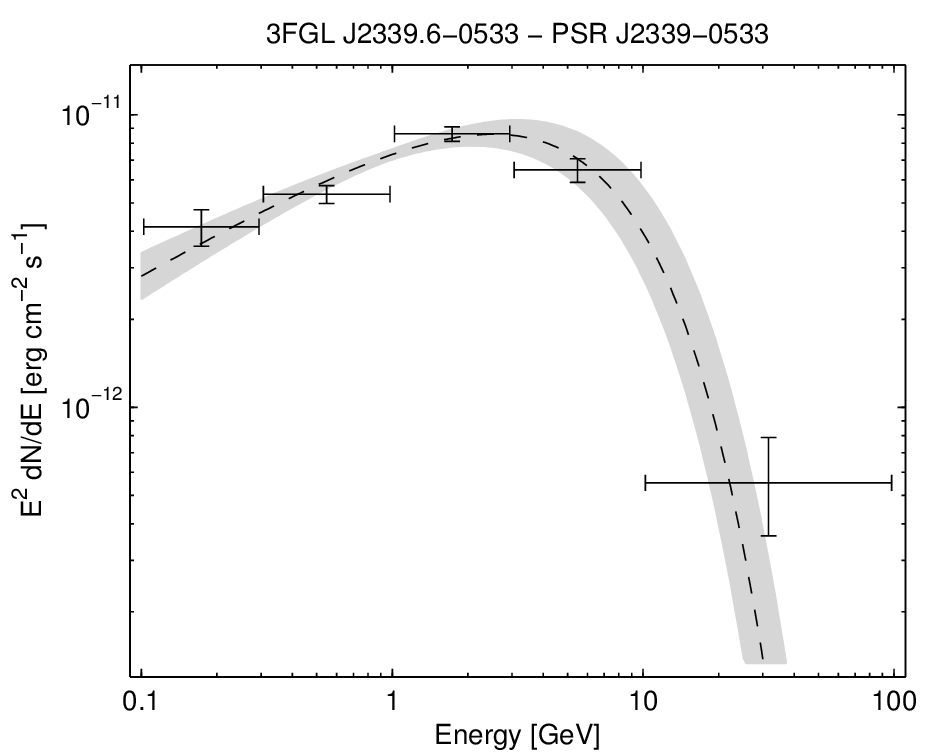 3FGL J2339.6−0533 − PSR J2339−0533
E² dN/dE [erg cm⁻² s⁻¹]
10⁻¹¹
10⁻¹²
0.1 1 10 100
Energy [GeV]